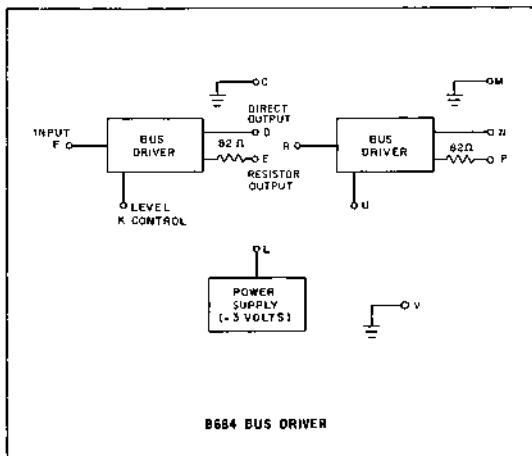 C
DIRECT
OUTPUT
INPUT
F
BUS
DRIVER
D
82 Ω
E
RESISTOR
OUTPUT
LEVEL
K CONTROL
M
R
BUS
DRIVER
N
82Ω
P
U
L
POWER
SUPPLY
(-3 VOLTS)
V
B684 BUS DRIVER